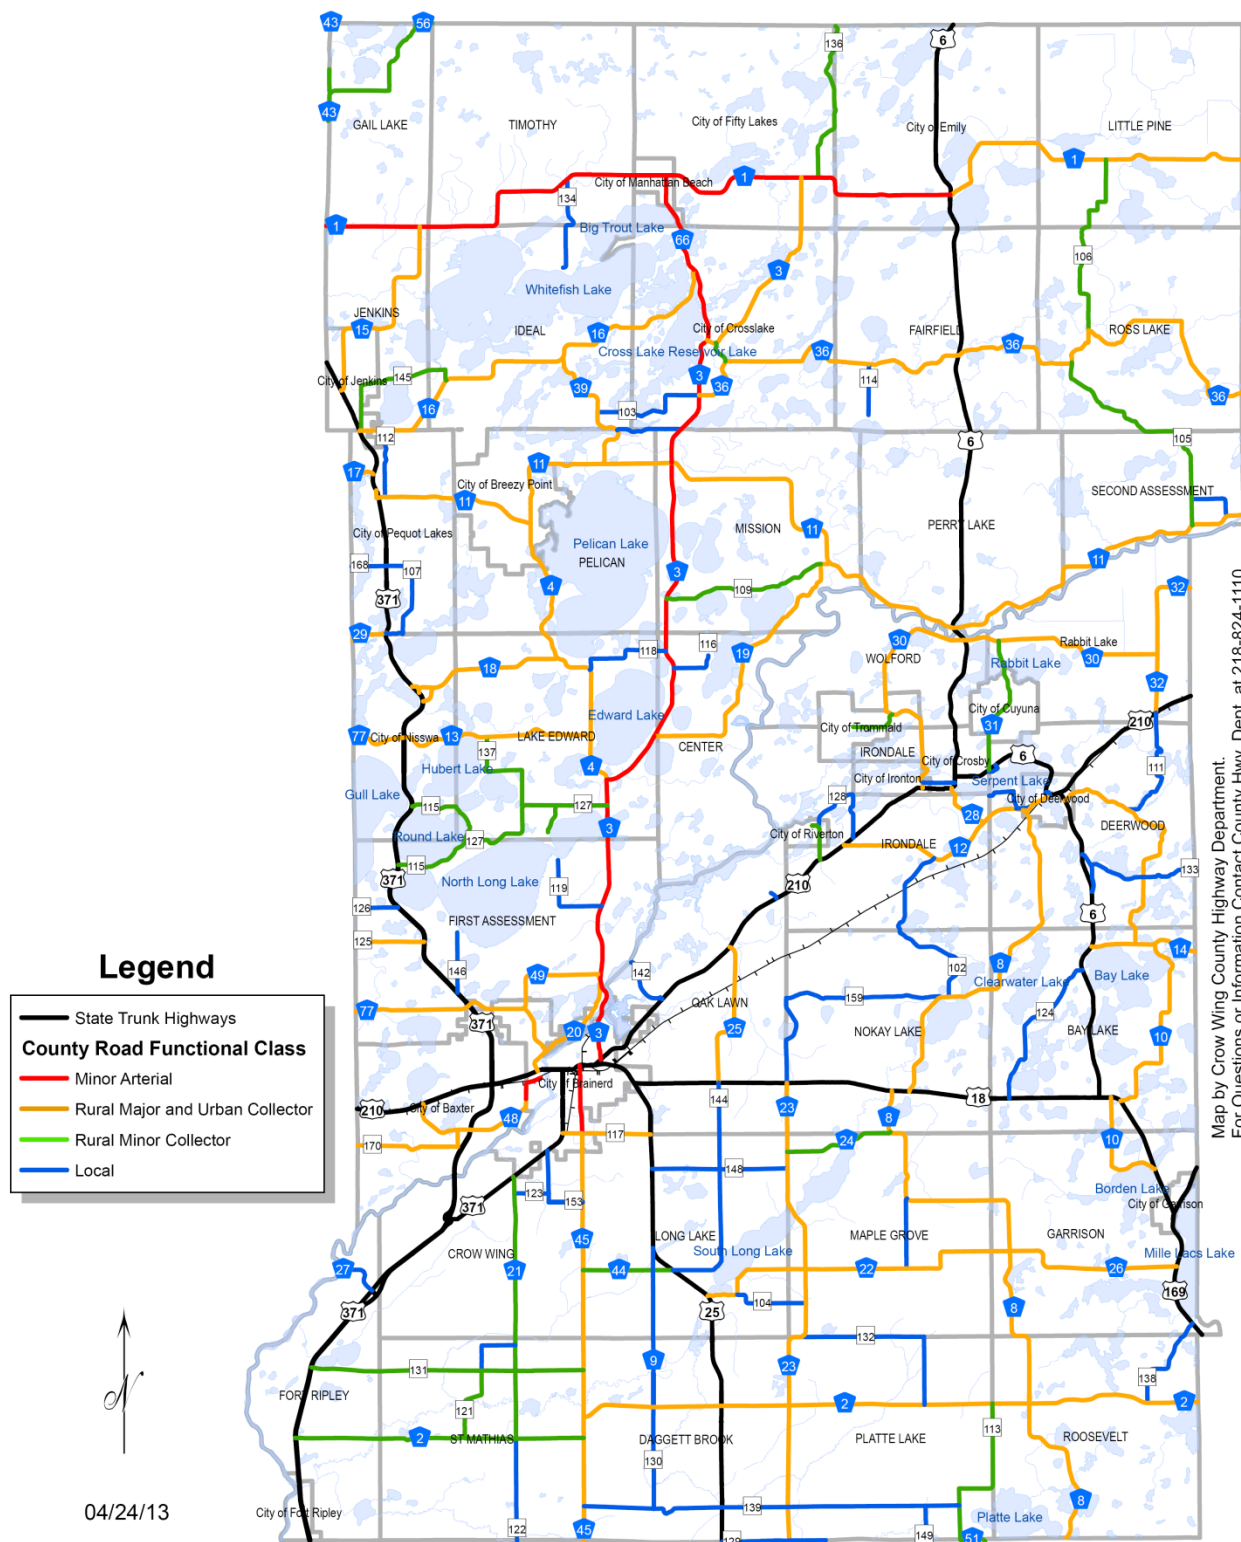 43
56
136
6
43
GAIL LAKE
TIMOTHY
City of Fifty Lakes
City of Emily
LITTLE PINE
1
1
City of Manhattan Beach
134
1
Big Trout Lake
66
106
3
Whitefish Lake
JENKINS
15
IDEAL
16
City of Crosslake
FAIRFIELD
ROSS LAKE
36
36
Cross Lake Reservoir Lake
City of Jenkins
145
39
3
36
114
36
16
103
112
6
105
17
11
City of Breezy Point
11
SECOND ASSESSMENT
City of Pequot Lakes
MISSION
11
PERRY LAKE
Pelican Lake
PELICAN
11
168
107
3
4
109
32
371
29
118
116
19
30
WOLFORD
Rabbit Lake
30
Rabbit Lake
18
32
Edward Lake
City of Cuyuna
210
City of Trommald
31
77
City of Nisswa
13
LAKE EDWARD
CENTER
IRONDALE
137
Hubert Lake
4
City of Crosby
6
111
City of Ironton
Serpent Lake
Gull Lake
128
City of Deerwood
115
127
28
3
City of Riverton
DEERWOOD
Round Lake
127
IRONDALE
12
115
133
371
North Long Lake
119
210
126
FIRST ASSESSMENT
6
125
14
146
49
142
102
8
Clearwater Lake
Bay Lake
159
OAK LAWN
77
124
371
20
3
25
NOKAY LAKE
BAY LAKE
10
City of Brainerd
144
18
210
City of Baxter
48
23
8
117
24
10
170
148
123
153
Borden Lake
371
City of Garrison
45
LONG LAKE
MAPLE GROVE
GARRISON
CROW WING
South Long Lake
Mille Lacs Lake
27
21
44
22
26
169
371
104
8
25
132
9
23
131
138
FORT RIPLEY
2
2
121
2
ST MATHIAS
DAGGETT BROOK
PLATTE LAKE
113
ROOSEVELT
130
8
139
City of Fort Ripley
Platte Lake
122
45
129
149
51
Legend
State Trunk Highways
County Road Functional Class
Minor Arterial
Rural Major and Urban Collector
Rural Minor Collector
Local
N
04/24/13
Map by Crow Wing County Highway Department.
For Questions or Information Contact County Hwy. Dept. at 218-824-1110